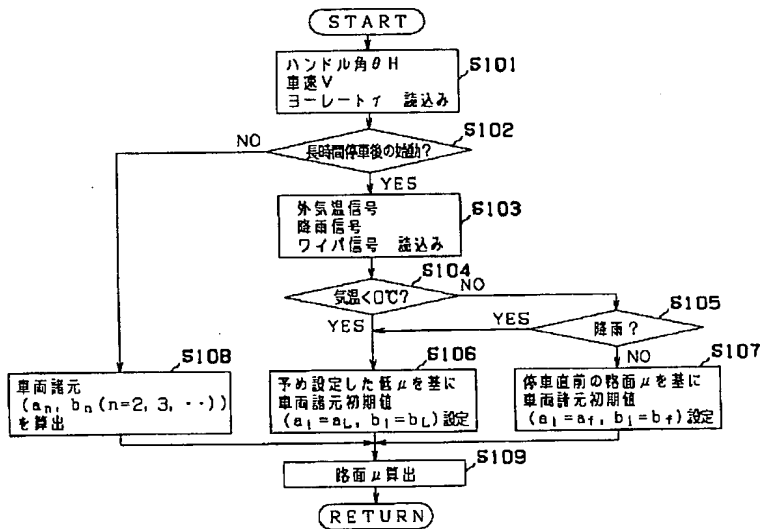 START
ハンドル角θH
車速V
ヨーレートγ 読込み
S101
S102
長時間停車後の始動?
NO
YES
外気温信号
降雨信号
ワイパ信号 読込み
S103
S104
気温<0℃?
NO
YES
S105
降雨?
YES
NO
S108
車両諸元
(an, bn(n=2, 3, ··))
を算出
S106
予め設定した低μを基に
車両諸元初期値
(a1=aL, b1=bL)設定
S107
停車直前の路面μを基に
車両諸元初期値
(a1=af, b1=bf)設定
S109
路面μ算出
RETURN